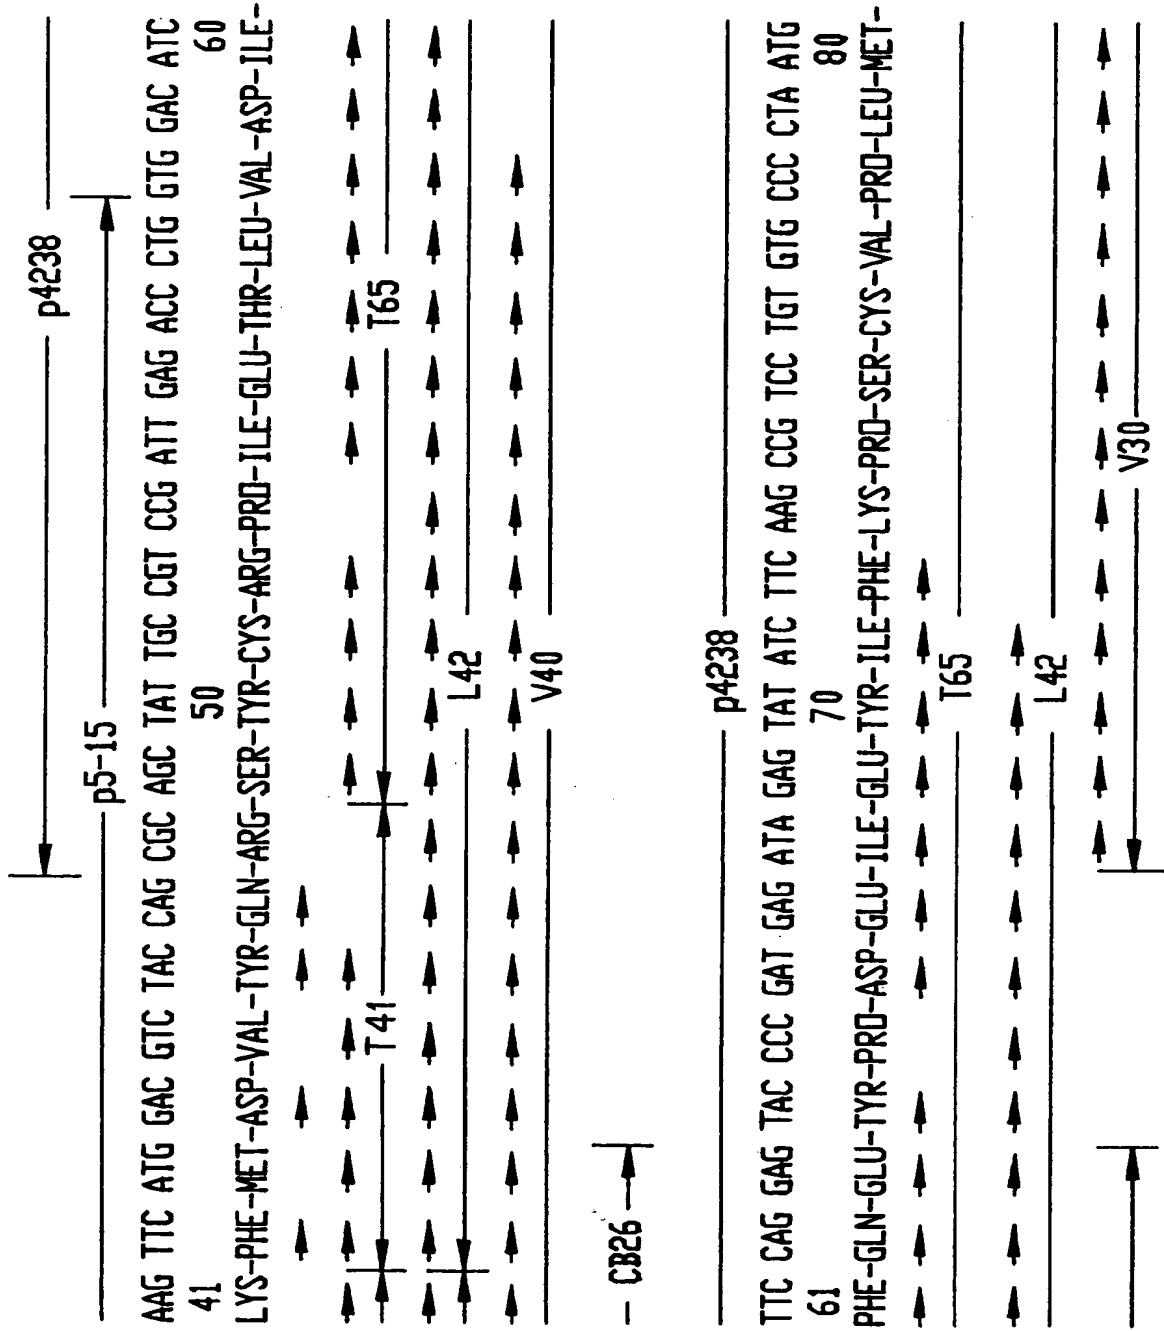 p4238
p5-15
AAG TTC ATG GAC GTC TAC CAG CGC AGC TAT TGC CGT CCG ATT GAG ACC CTG GTG GAC ATC
41 50 60
LYS-PHE-MET-ASP-VAL-TYR-GLN-ARG-SER-TYR-CYS-ARG-PRO-ILE-GLU-THR-LEU-VAL-ASP-ILE-
T41 T65
L42
V40
CB26
p4238
TTC CAG GAG TAC CCC GAT GAG ATA GAG TAT ATC TTC AAG CCG TCC TGT GTG CCC CTA ATG
61 70 80
PHE-GLN-GLU-TYR-PRO-ASP-GLU-ILE-GLU-TYR-ILE-PHE-LYS-PRO-SER-CYS-VAL-PRO-LEU-MET-
T65
L42
V30